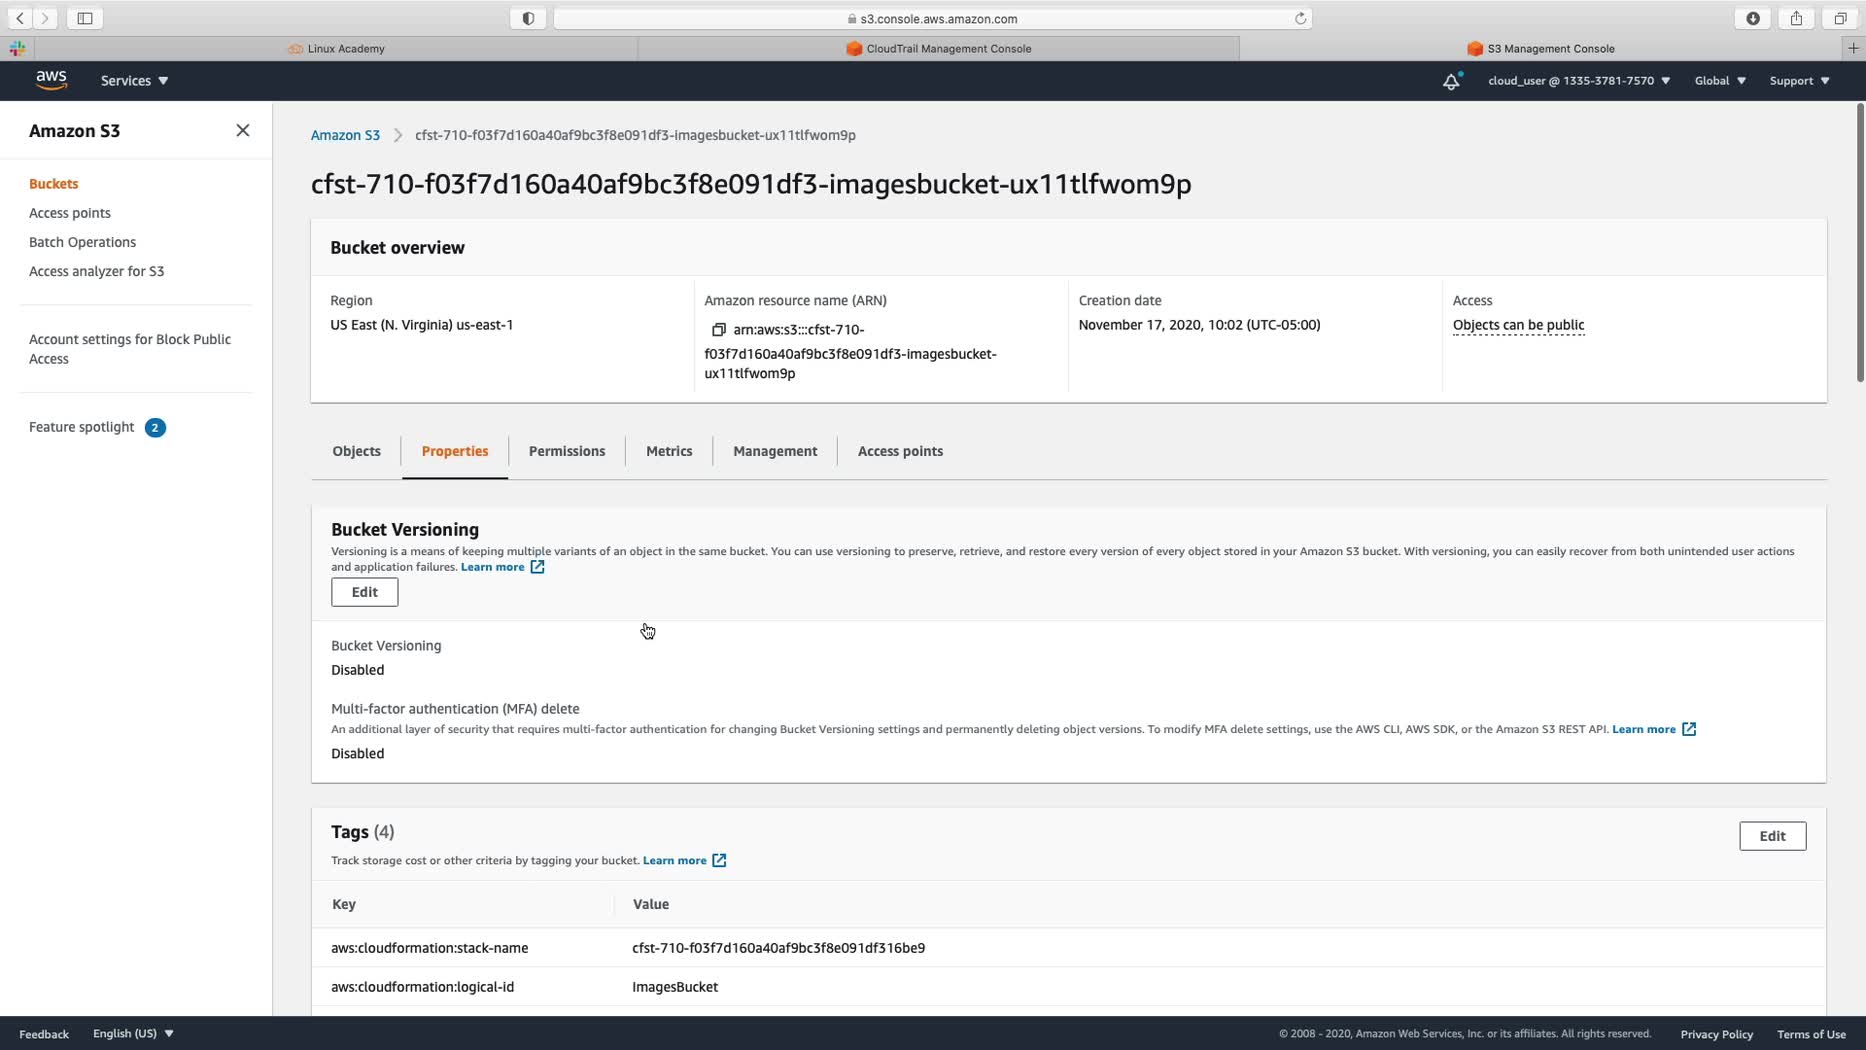 s3.console.aws.amazon.com
Linux Academy
CloudTrail Management Console
S3 Management Console
aws
Services
cloud_user @ 1335-3781-7570
Global
Support
Amazon S3
Buckets
Access points
Batch Operations
Access analyzer for S3
Account settings for Block Public
Access
Feature spotlight 2
Amazon S3 > cfst-710-f03f7d160a40af9bc3f8e091df3-imagesbucket-ux11tlfwom9p
cfst-710-f03f7d160a40af9bc3f8e091df3-imagesbucket-ux11tlfwom9p
Bucket overview
Region
US East (N. Virginia) us-east-1
Amazon resource name (ARN)
arn:aws:s3:::cfst-710-
f03f7d160a40af9bc3f8e091df3-imagesbucket-
ux11tlfwom9p
Creation date
November 17, 2020, 10:02 (UTC-05:00)
Access
Objects can be public
Objects
Properties
Permissions
Metrics
Management
Access points
Bucket Versioning
Versioning is a means of keeping multiple variants of an object in the same bucket. You can use versioning to preserve, retrieve, and restore every version of every object stored in your Amazon S3 bucket. With versioning, you can easily recover from both unintended user actions
and application failures. Learn more
Edit
Bucket Versioning
Disabled
Multi-factor authentication (MFA) delete
An additional layer of security that requires multi-factor authentication for changing Bucket Versioning settings and permanently deleting object versions. To modify MFA delete settings, use the AWS CLI, AWS SDK, or the Amazon S3 REST API. Learn more
Disabled
Tags (4)
Edit
Track storage cost or other criteria by tagging your bucket. Learn more
Key
Value
aws:cloudformation:stack-name
cfst-710-f03f7d160a40af9bc3f8e091df316be9
aws:cloudformation:logical-id
ImagesBucket
Feedback
English (US)
© 2008 - 2020, Amazon Web Services, Inc. or its affiliates. All rights reserved.
Privacy Policy
Terms of Use